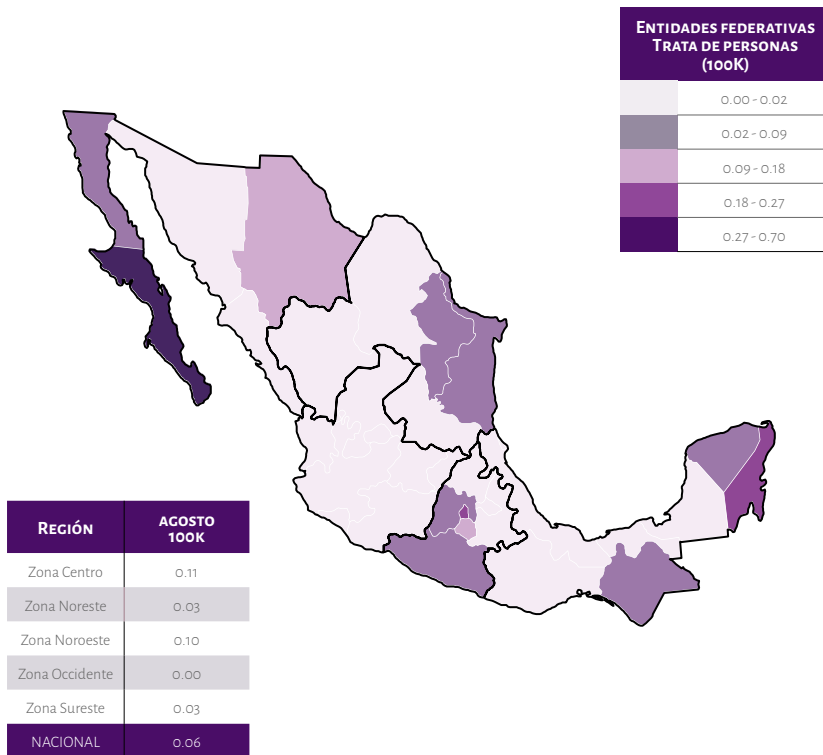 Entidades federativas
Trata de personas
(100K)
0.00 - 0.02
0.02 - 0.09
0.09 - 0.18
0.18 - 0.27
0.27 - 0.70
Región agosto
100K
Zona Centro 0.11
Zona Noreste 0.03
Zona Noroeste 0.10
Zona Occidente 0.00
Zona Sureste 0.03
NACIONAL 0.06